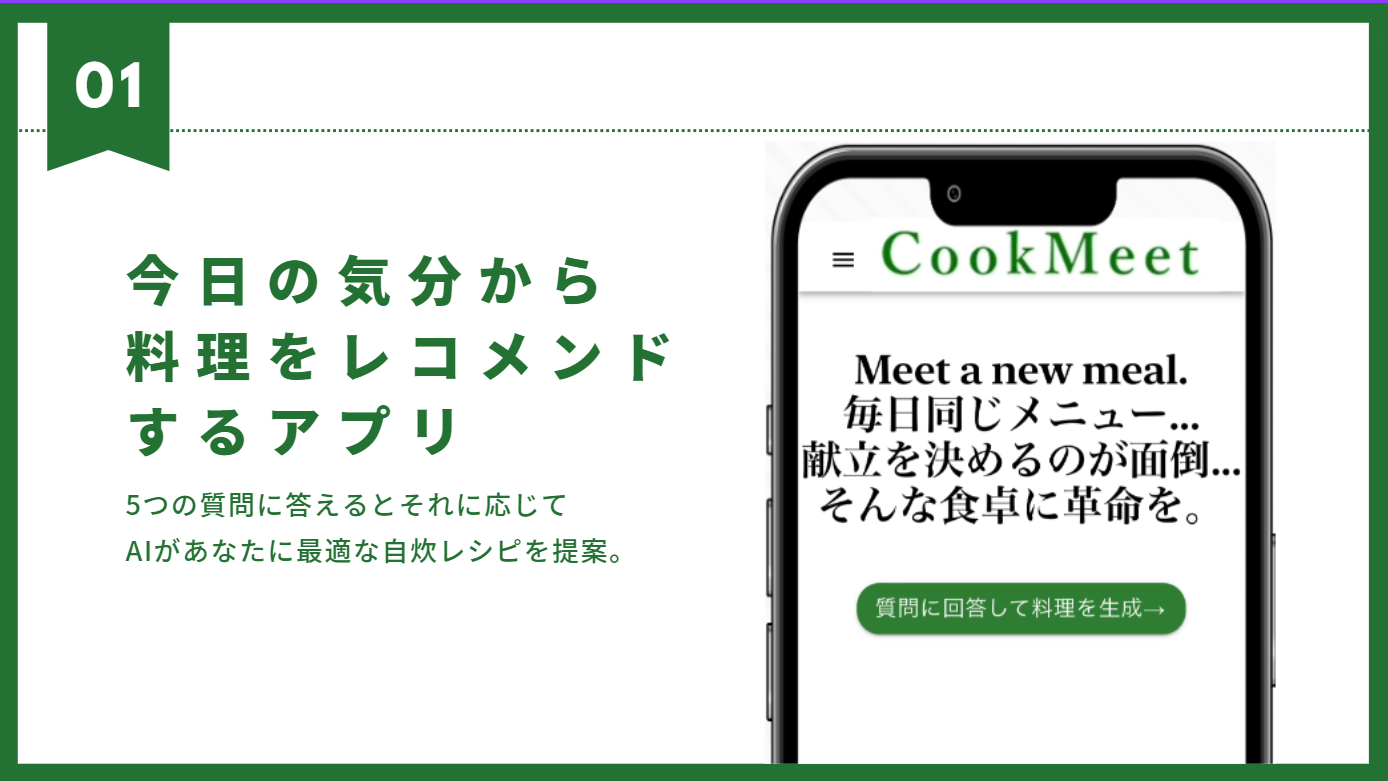 01
今日の気分から
料理をレコメンド
するアプリ
5つの質問に答えるとそれに応じて
AIがあなたに最適な自炊レシピを提案。
CookMeet
Meet a new meal.
毎日同じメニュー...
献立を決めるのが面倒...
そんな食卓に革命を。
質問に回答して料理を生成→